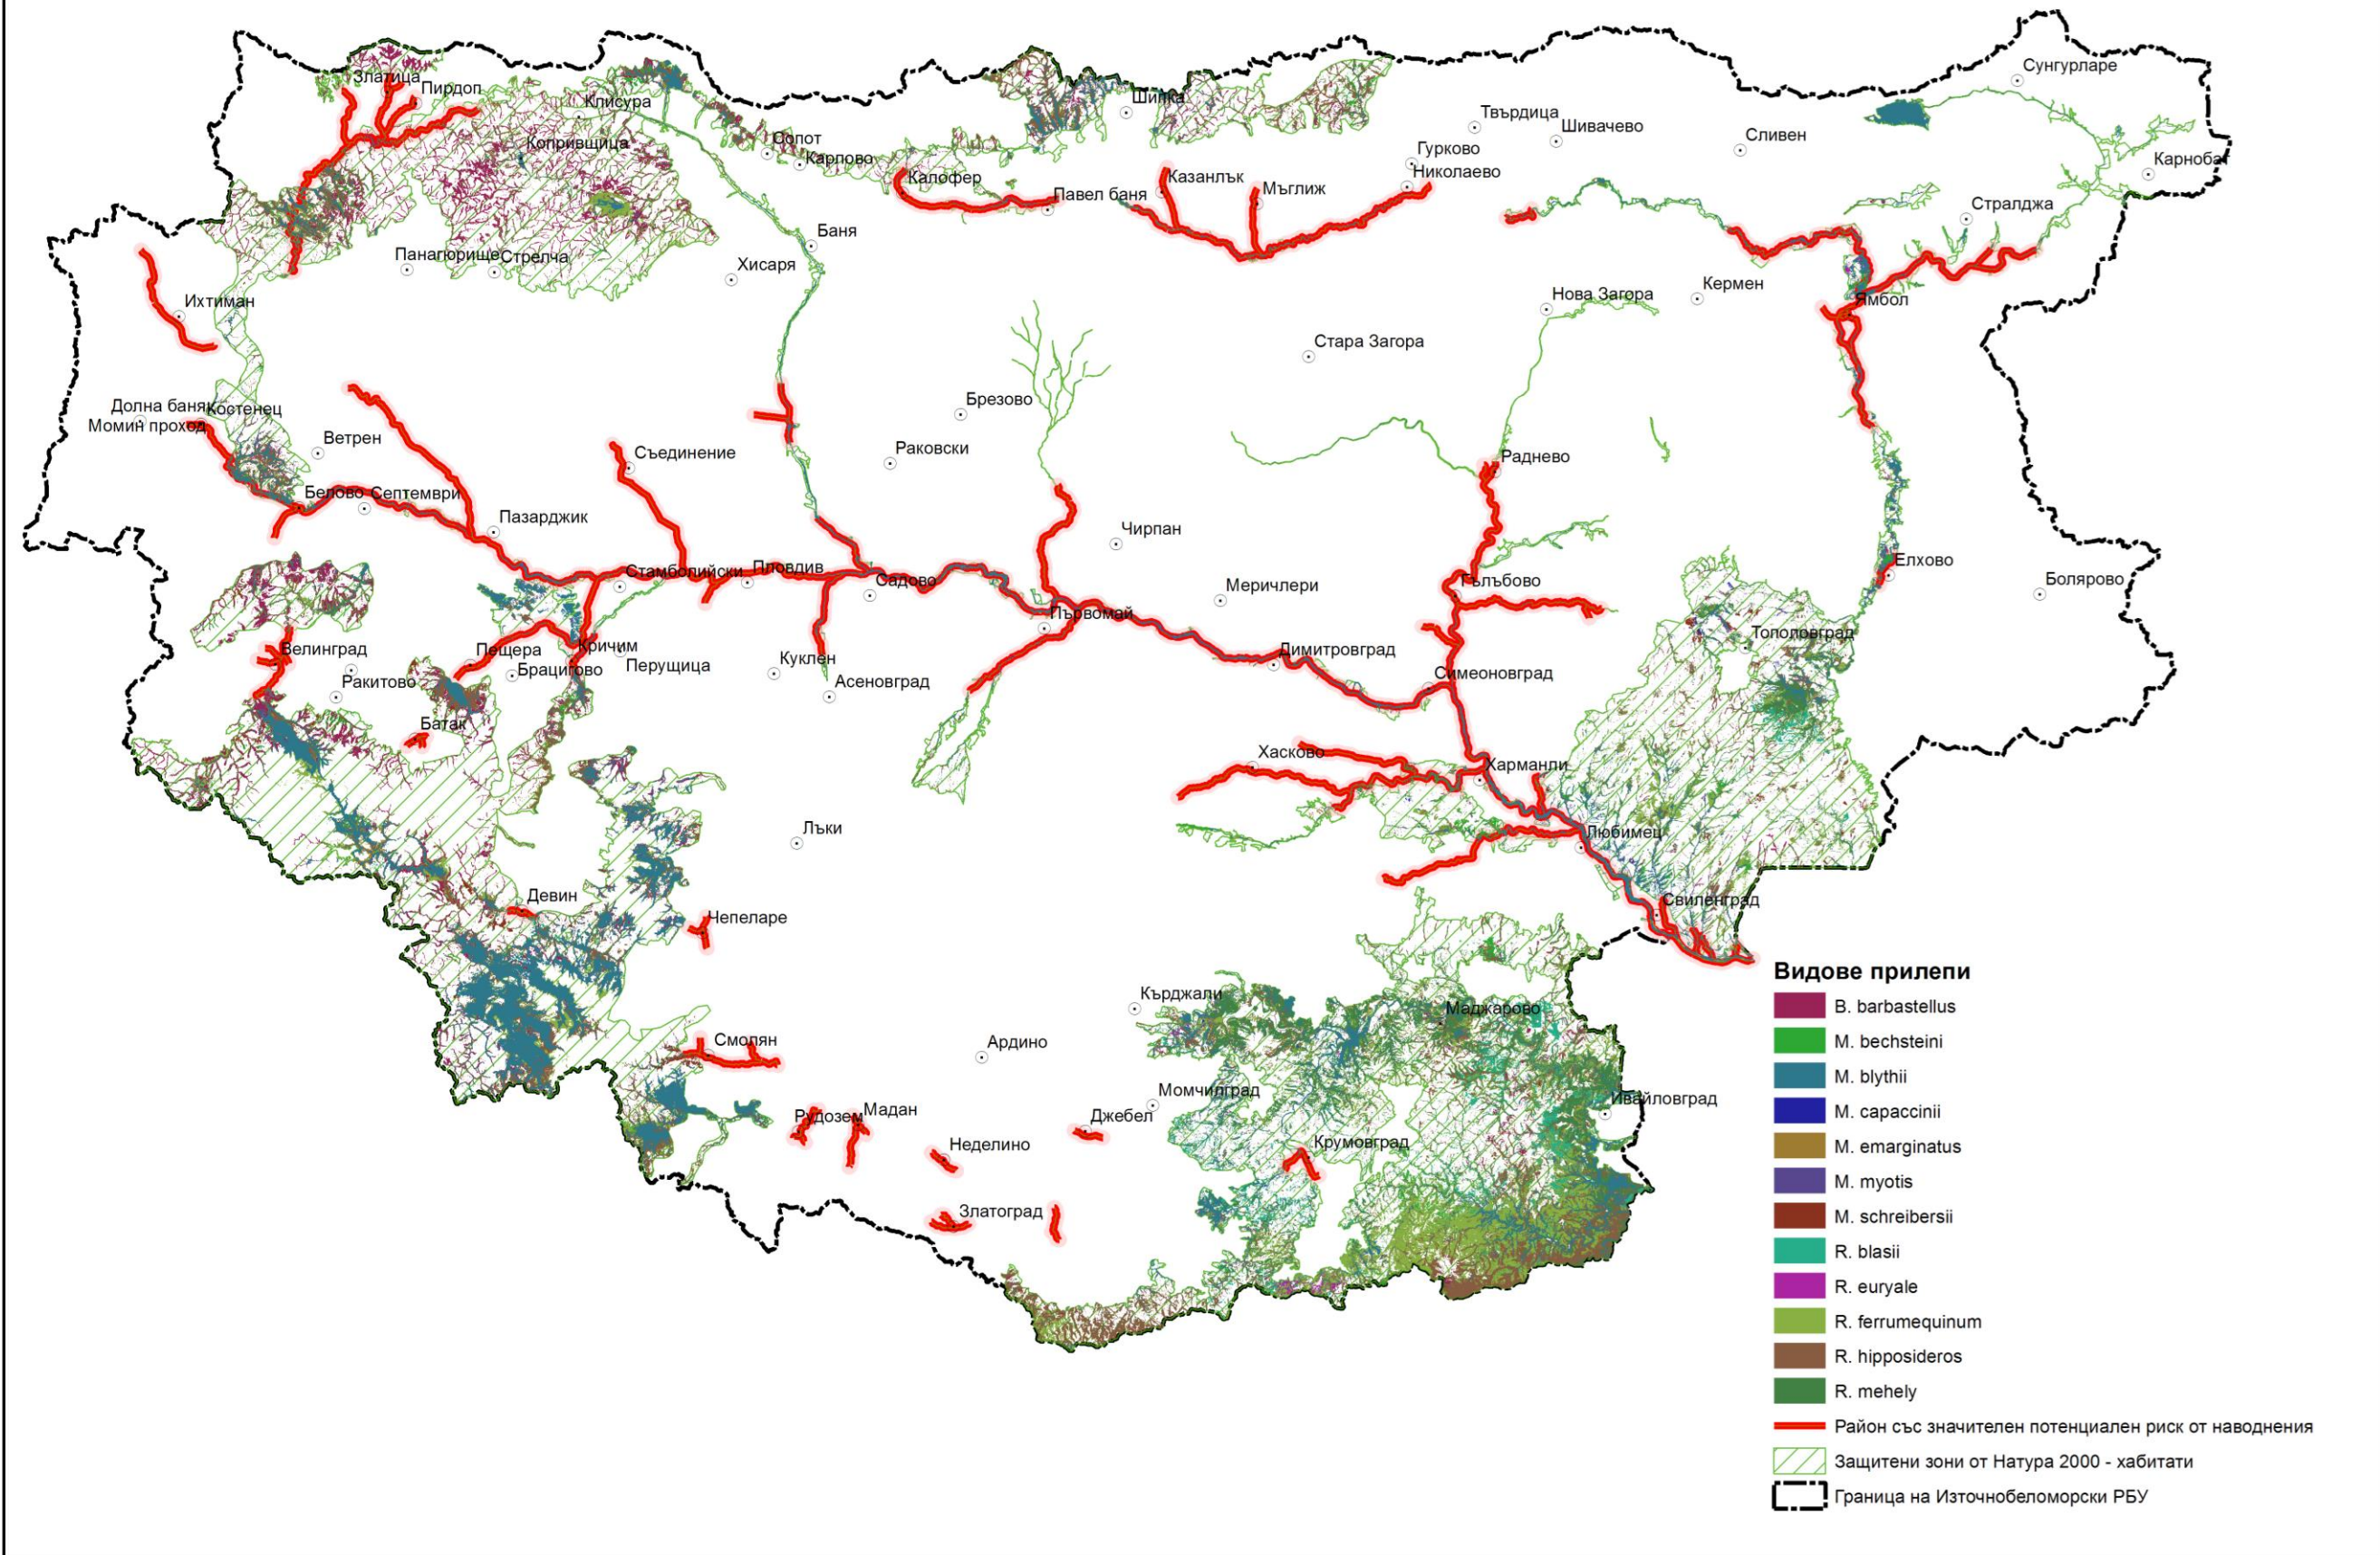 Сунгурларе
Златица
Пирдоп
Клисура
Шипка
Твърдица
Шивачево
Сливен
Копривщица
Сопот
Карлово
Гурково
Николаево
Карнобат
Калофер
Павел баня
Казанлък
Мъглиж
Стралджа
Баня
Панагюрище
Стрелча
Хисаря
Ихтиман
Нова Загора
Кермен
Ямбол
Стара Загора
Долна баня
Костенец
Момин проход
Ветрен
Брезово
Раковски
Съединение
Раднево
Белово
Септември
Пазарджик
Чирпан
Стамболийски
Пловдив
Садово
Меричлери
Гълъбово
Елхово
Болярово
Първомай
Тополовград
Велинград
Ракитово
Пещера
Брацигово
Кричим
Перущица
Куклен
Асеновград
Димитровград
Симеоновград
Батак
Хасково
Харманли
Лъки
Любимец
Девин
Чепеларе
Свиленград
Кърджали
Маджарово
Смолян
Ардино
Момчилград
Ивайловград
Рудозем
Мадан
Джебел
Неделино
Крумовград
Златоград
Видове прилепи
B. barbastellus
M. bechsteini
M. blythii
M. capaccinii
M. emarginatus
M. myotis
M. schreibersii
R. blasii
R. euryale
R. ferrumequinum
R. hipposideros
R. mehely
Район със значителен потенциален риск от наводнения
Защитени зони от Натура 2000 - хабитати
Граница на Източнобеломорски РБУ